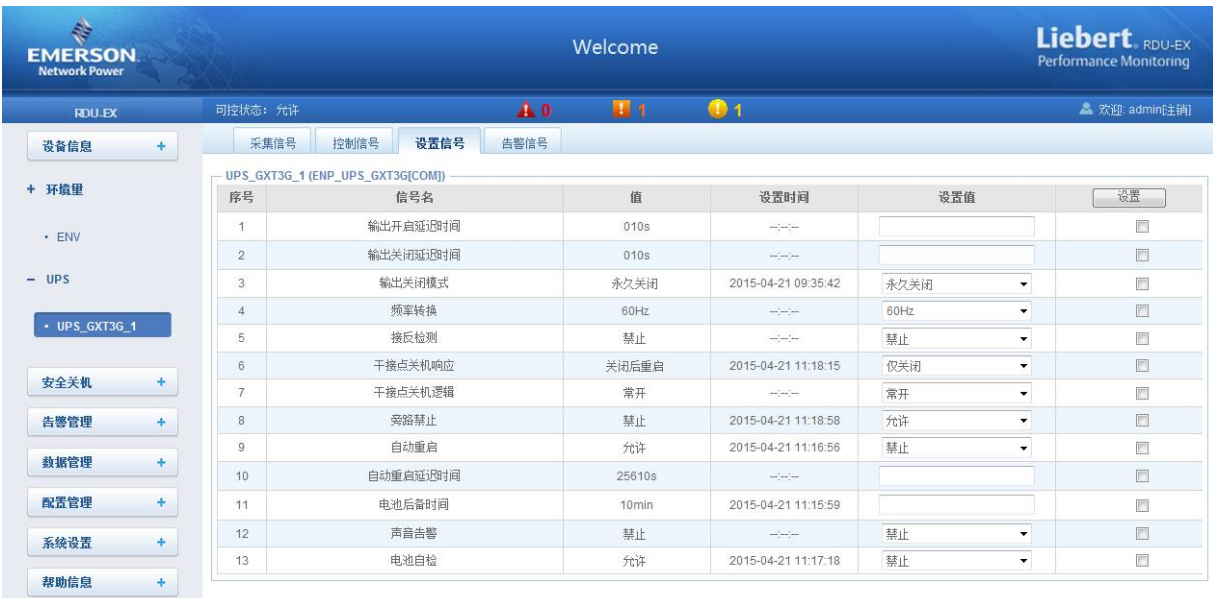 EMERSON
Network Power
Welcome
Liebert® RDU-EX
Performance Monitoring
RDU-EX
可控状态: 允许
0
1
1
欢迎: admin[注销]
设备信息 +
+ 环境量
• ENV
− UPS
• UPS_GXT3G_1
安全关机 +
告警管理 +
数据管理 +
配置管理 +
系统设置 +
帮助信息 +
采集信号 控制信号 设置信号 告警信号
UPS_GXT3G_1 (ENP_UPS_GXT3G[COM])
序号 信号名 值 设置时间 设置值 设置
1 输出开启延迟时间 010s --:--:--
2 输出关闭延迟时间 010s --:--:--
3 输出关闭模式 永久关闭 2015-04-21 09:35:42 永久关闭
4 频率转换 60Hz --:--:-- 60Hz
5 接反检测 禁止 --:--:-- 禁止
6 干接点关机响应 关闭后重启 2015-04-21 11:18:15 仅关闭
7 干接点关机逻辑 常开 --:--:-- 常开
8 旁路禁止 禁止 2015-04-21 11:18:58 允许
9 自动重启 允许 2015-04-21 11:16:56 禁止
10 自动重启延迟时间 25610s --:--:--
11 电池后备时间 10min 2015-04-21 11:15:59
12 声音告警 禁止 --:--:-- 禁止
13 电池自检 允许 2015-04-21 11:17:18 禁止